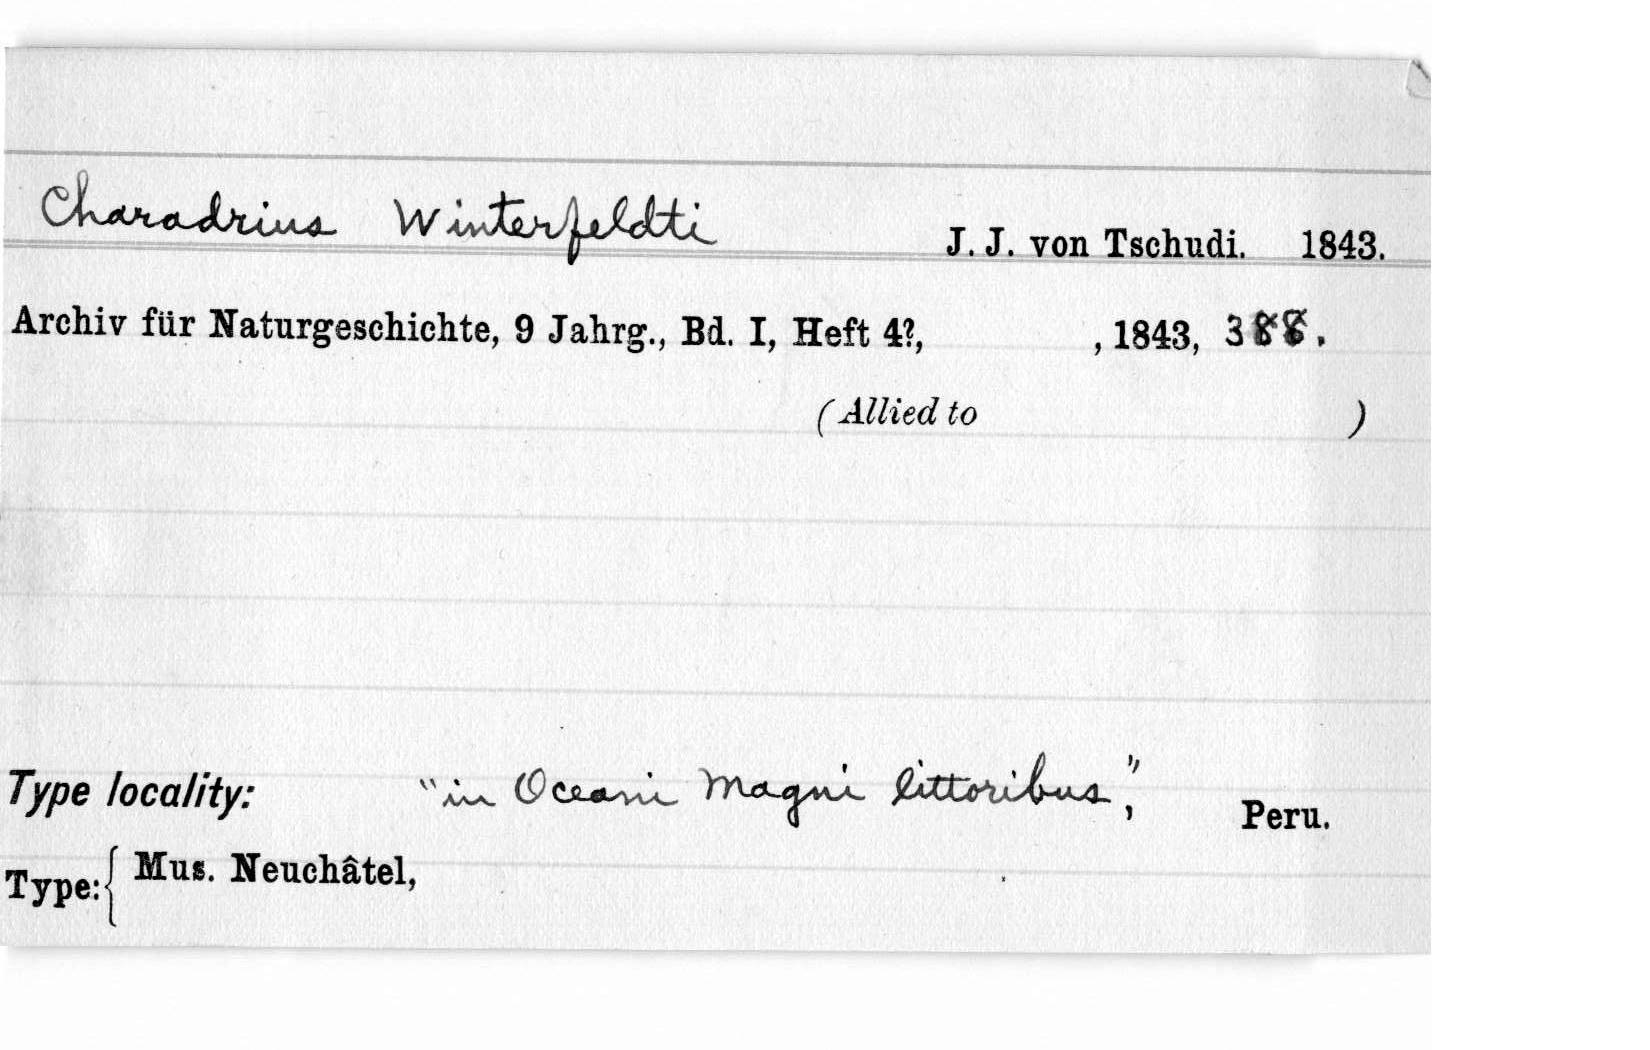 Charadrius Winterfeldti J. J. von Tschudi. 1843.
Archiv für Naturgeschichte, 9 Jahrg., Bd. I, Heft 4?, , 1843, 388.
(Allied to )
Type locality: "in Oceani Magni littoribus", Peru.
Type: { Mus. Neuchâtel,